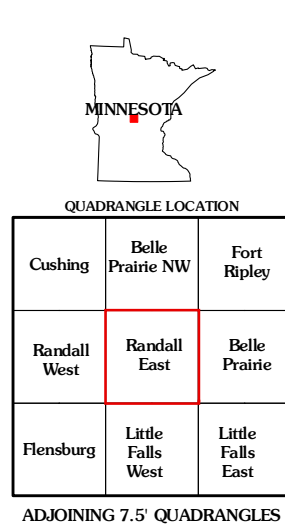 MINNESOTA
QUADRANGLE LOCATION
Cushing
Belle
Prairie NW
Fort
Ripley
Randall
West
Randall
East
Belle
Prairie
Flensburg
Little
Falls
West
Little
Falls
East
ADJOINING 7.5' QUADRANGLES